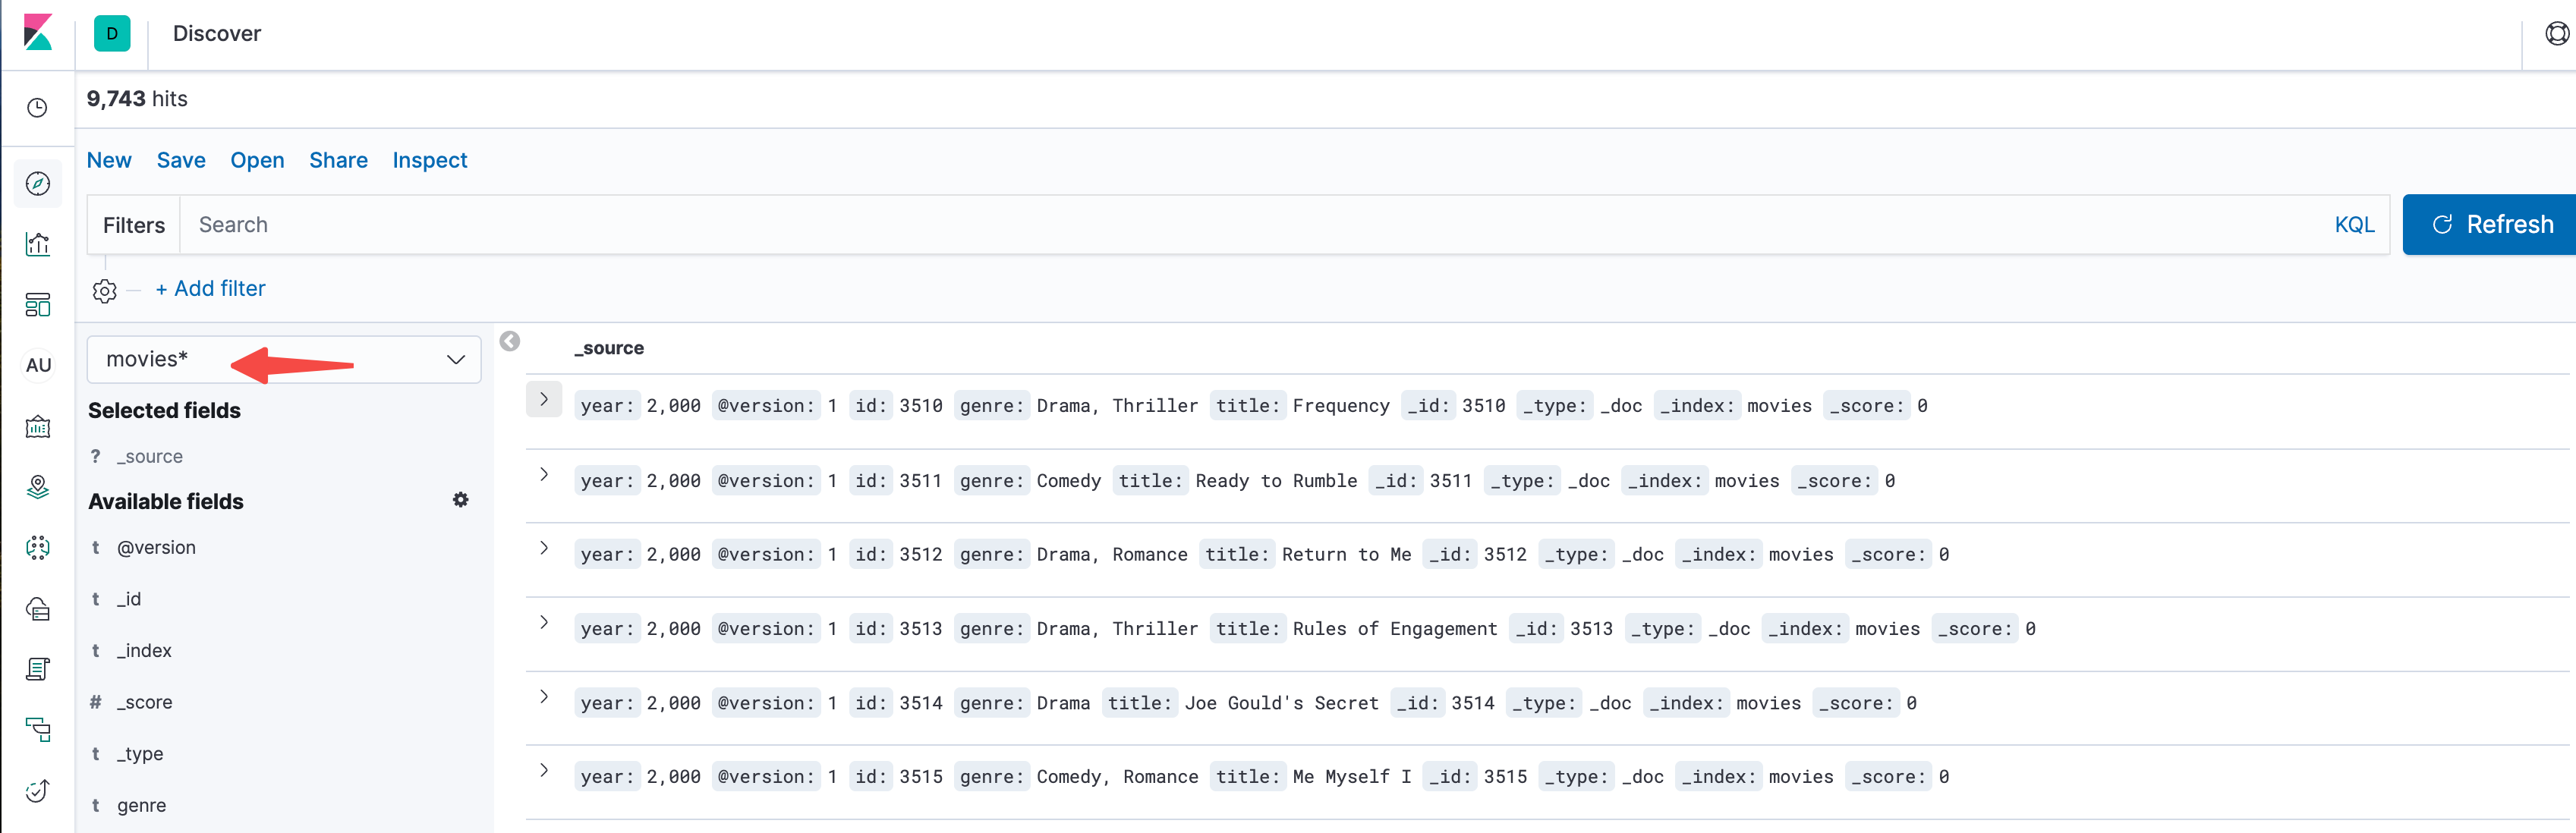 D Discover
9,743 hits
New Save Open Share Inspect
Filters Search KQL Refresh
+ Add filter
movies*
_source
Selected fields
? _source
Available fields
t @version
t _id
t _index
# _score
t _type
t genre
AU
year: 2,000 @version: 1 id: 3510 genre: Drama, Thriller title: Frequency _id: 3510 _type: _doc _index: movies _score: 0
year: 2,000 @version: 1 id: 3511 genre: Comedy title: Ready to Rumble _id: 3511 _type: _doc _index: movies _score: 0
year: 2,000 @version: 1 id: 3512 genre: Drama, Romance title: Return to Me _id: 3512 _type: _doc _index: movies _score: 0
year: 2,000 @version: 1 id: 3513 genre: Drama, Thriller title: Rules of Engagement _id: 3513 _type: _doc _index: movies _score: 0
year: 2,000 @version: 1 id: 3514 genre: Drama title: Joe Gould's Secret _id: 3514 _type: _doc _index: movies _score: 0
year: 2,000 @version: 1 id: 3515 genre: Comedy, Romance title: Me Myself I _id: 3515 _type: _doc _index: movies _score: 0